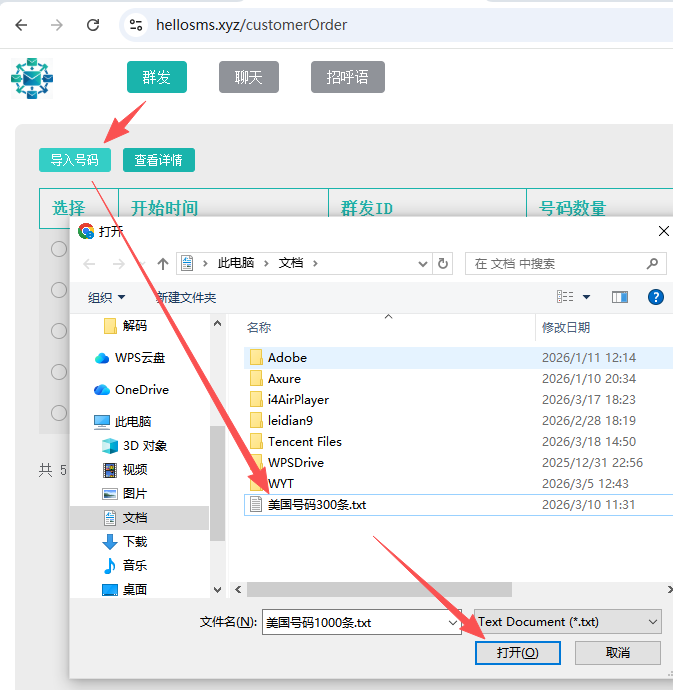 hellosms.xyz/customerOrder
群发
聊天
招呼语
导入号码
查看详情
选择 开始时间 群发ID 号码数量
打开
此电脑 文档
在 文档 中搜索
组织 新建文件夹
解码
WPS云盘
OneDrive
此电脑
3D 对象
视频
图片
文档
下载
音乐
桌面
名称 修改日期
Adobe 2026/1/11 12:14
Axure 2026/1/10 20:34
i4AirPlayer 2026/3/17 18:23
leidian9 2026/2/28 18:19
Tencent Files 2026/3/18 14:50
WPSDrive 2025/12/31 22:56
WYT 2026/3/5 12:43
美国号码300条.txt 2026/3/10 11:31
共 5
文件名(N): 美国号码1000条.txt Text Document (*.txt)
打开(O) 取消